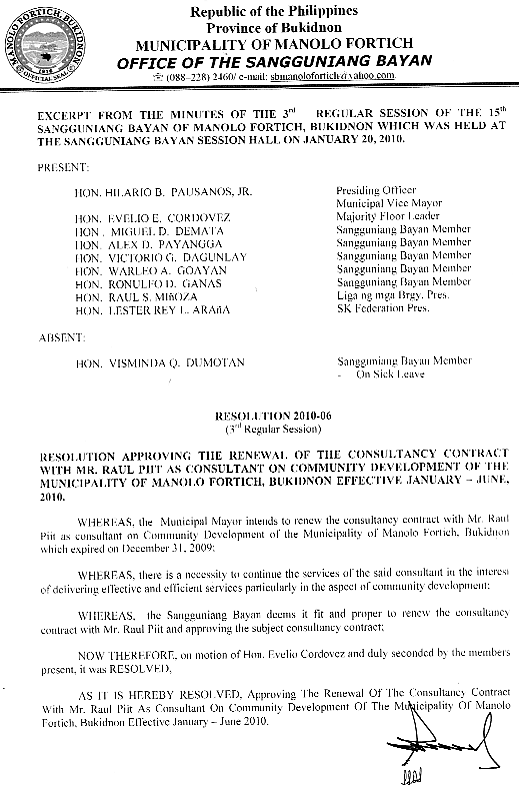 Republic of the Philippines
Province of Bukidnon
MUNICIPALITY OF MANOLO FORTICH
OFFICE OF THE SANGGUNIANG BAYAN
☏ (088-228) 2460/ e-mail: sbmanolofortich@yahoo.com.
MANOLO FORTICH, BUKIDNON
OFFICIAL SEAL
EXCERPT FROM THE MINUTES OF THE 3rd REGULAR SESSION OF THE 15th
SANGGUNIANG BAYAN OF MANOLO FORTICH, BUKIDNON WHICH WAS HELD AT
THE SANGGUNIANG BAYAN SESSION HALL ON JANUARY 20, 2010.
PRESENT:
HON. HILARIO B. PAUSANOS, JR. Presiding Officer
Municipal Vice Mayor
HON. EVELIO E. CORDOVEZ Majority Floor Leader
HON . MIGUEL D. DEMATA Sangguniang Bayan Member
HON. ALEX D. PAYANGGA Sangguniang Bayan Member
HON. VICTORIO G. DAGUNLAY Sangguniang Bayan Member
HON. WARLEO A. GOAYAN Sangguniang Bayan Member
HON. RONULFO D. GANAS Sangguniang Bayan Member
HON. RAUL S. MIñOZA Liga ng mga Brgy. Pres.
HON. LESTER REY L. ARAñA SK Federation Pres.
ABSENT:
HON. VISMINDA Q. DUMOTAN Sangguniang Bayan Member
- On Sick Leave
RESOLUTION 2010-06
(3rd Regular Session)
RESOLUTION APPROVING THE RENEWAL OF THE CONSULTANCY CONTRACT
WITH MR. RAUL PIIT AS CONSULTANT ON COMMUNITY DEVELOPMENT OF THE
MUNICIPALITY OF MANOLO FORTICH, BUKIDNON EFFECTIVE JANUARY – JUNE,
2010.
WHEREAS, the Municipal Mayor intends to renew the consultancy contract with Mr. Raul
Piit as consultant on Community Development of the Municipality of Manolo Fortich, Bukidnon
which expired on December 31, 2009;
WHEREAS, there is a necessity to continue the services of the said consultant in the interest
of delivering effective and efficient services particularly in the aspect of community development;
WHEREAS, the Sangguniang Bayan deems it fit and proper to renew the consultancy
contract with Mr. Raul Piit and approving the subject consultancy contract;
NOW THEREFORE, on motion of Hon. Evelio Cordovez and duly seconded by the members
present, it was RESOLVED,
AS IT IS HEREBY RESOLVED, Approving The Renewal Of The Consultancy Contract
With Mr. Raul Piit As Consultant On Community Development Of The Municipality Of Manolo
Fortich, Bukidnon Effective January – June 2010.